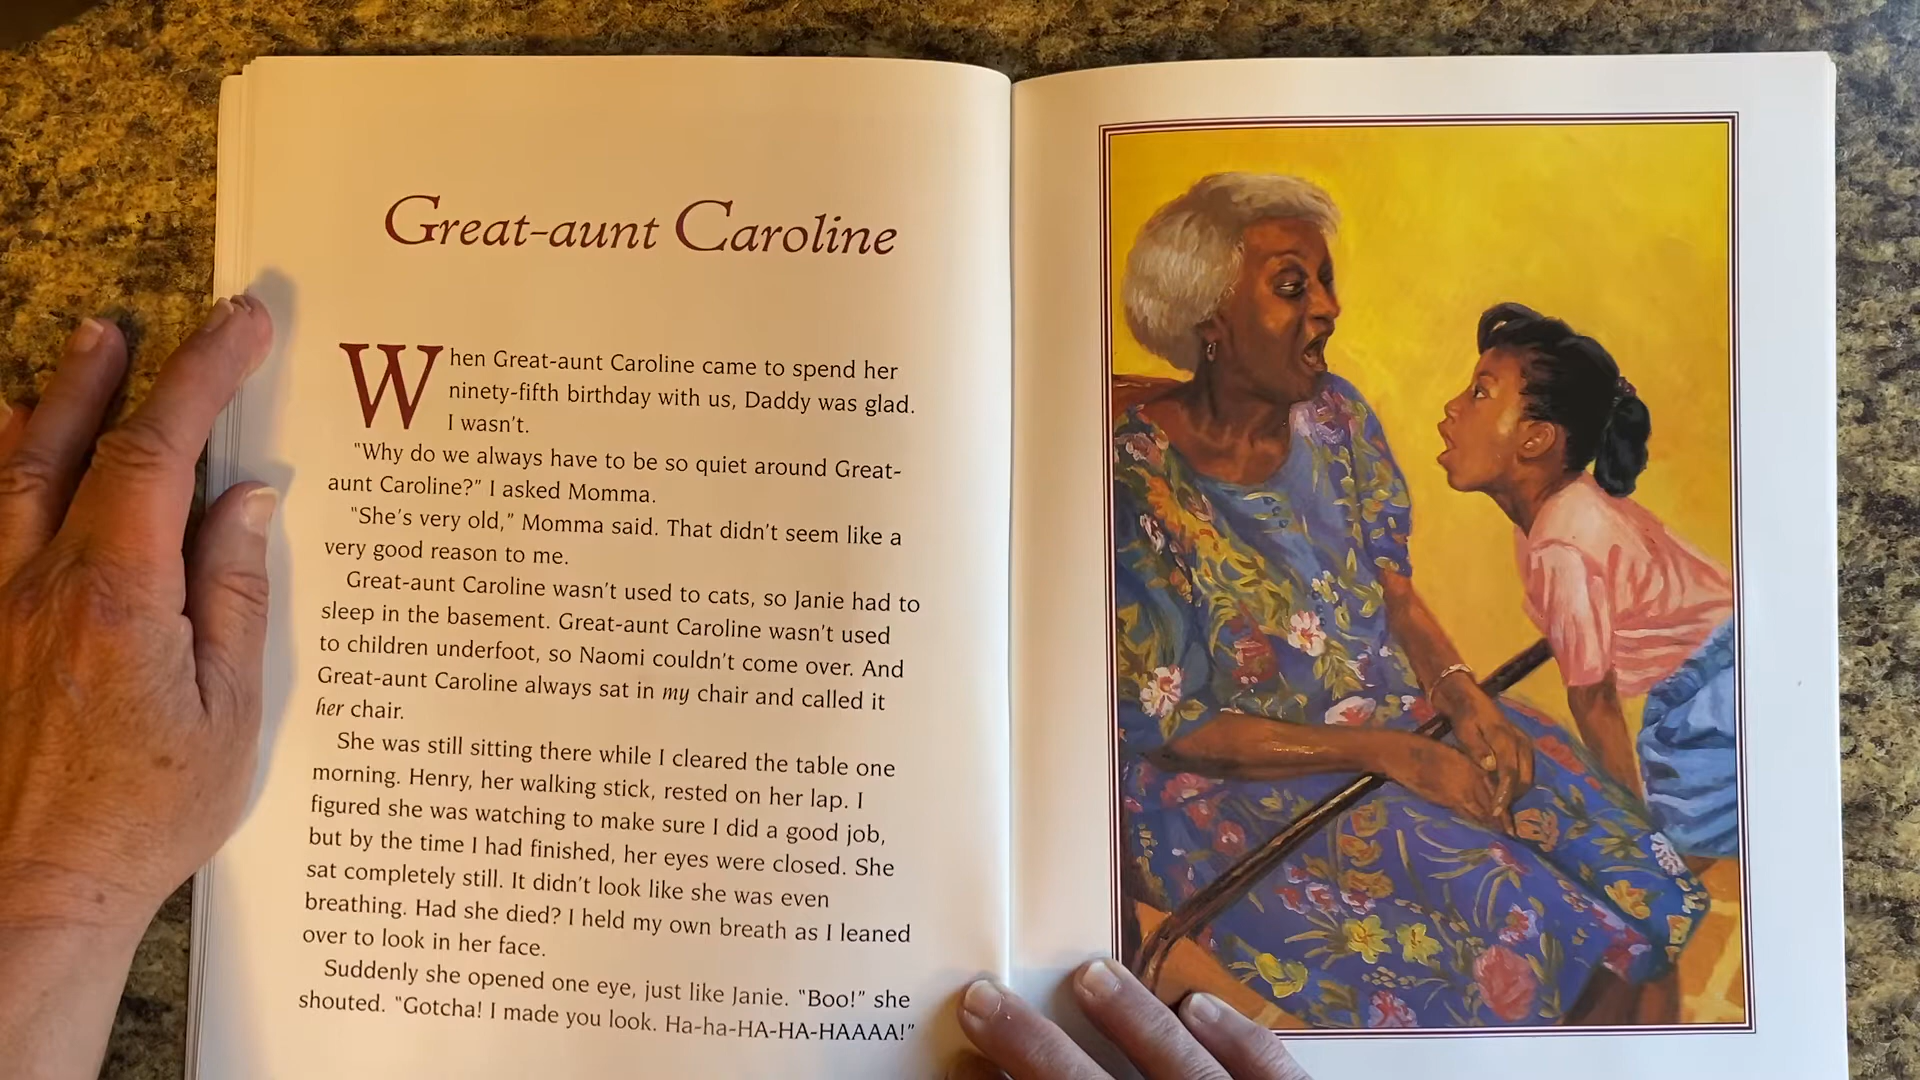 Great-aunt Caroline
When Great-aunt Caroline came to spend her
ninety-fifth birthday with us, Daddy was glad.
I wasn't.
"Why do we always have to be so quiet around Great-
aunt Caroline?" I asked Momma.
"She's very old," Momma said. That didn't seem like a
very good reason to me.
Great-aunt Caroline wasn't used to cats, so Janie had to
sleep in the basement. Great-aunt Caroline wasn't used
to children underfoot, so Naomi couldn't come over. And
Great-aunt Caroline always sat in my chair and called it
her chair.
She was still sitting there while I cleared the table one
morning. Henry, her walking stick, rested on her lap. I
figured she was watching to make sure I did a good job,
but by the time I had finished, her eyes were closed. She
sat completely still. It didn't look like she was even
breathing. Had she died? I held my own breath as I leaned
over to look in her face.
Suddenly she opened one eye, just like Janie. "Boo!" she
shouted. "Gotcha! I made you look. Ha-ha-HA-HA-HAAAA!"